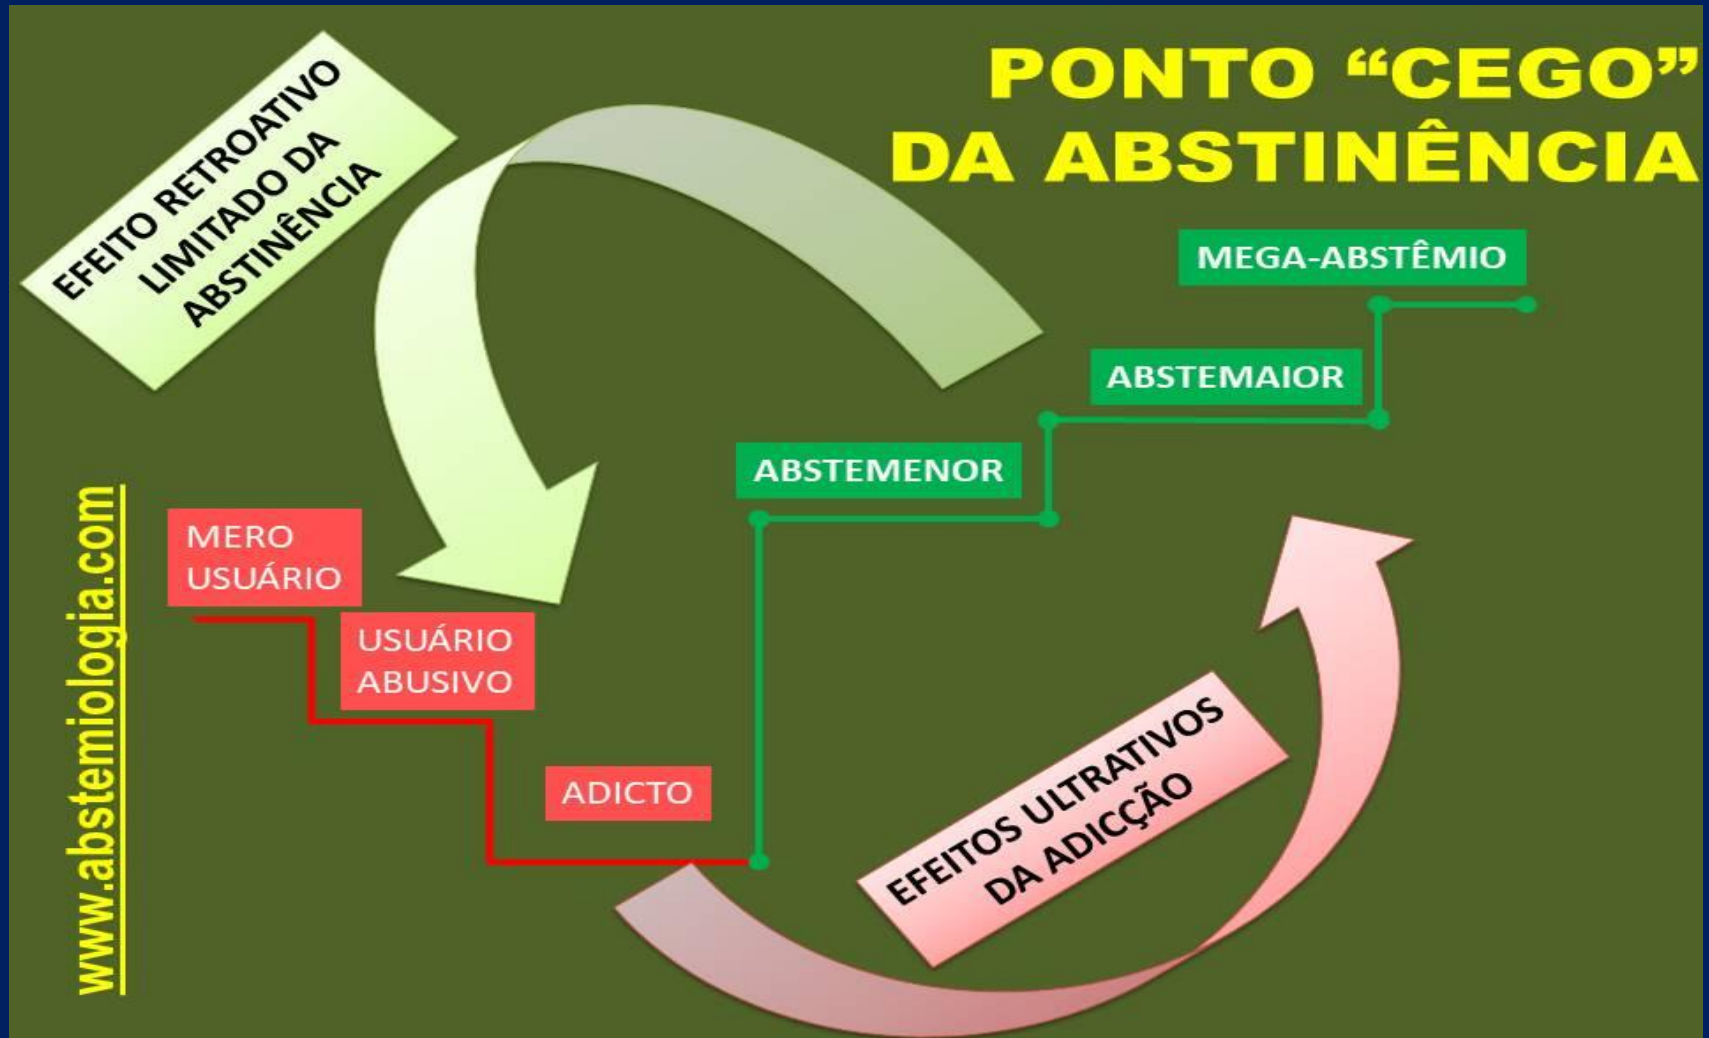 PONTO “CEGO”
DA ABSTINÊNCIA
EFEITO RETROATIVO
LIMITADO DA
ABSTINÊNCIA
MEGA-ABSTÊMIO
ABSTEMAIOR
ABSTEMENOR
MERO
USUÁRIO
USUÁRIO
ABUSIVO
ADICTO
EFEITOS ULTRATIVOS
DA ADICÇÃO
www.abstemiologia.com